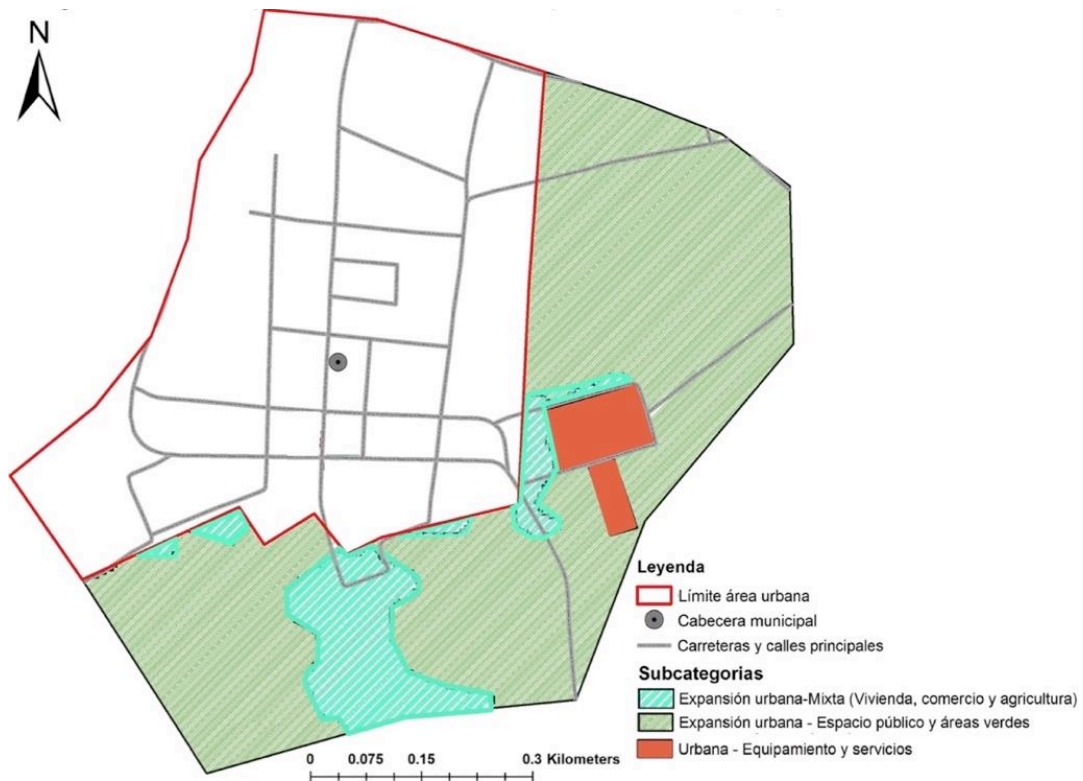 N
Leyenda
Límite área urbana
Cabecera municipal
Carreteras y calles principales
Subcategorias
Expansión urbana-Mixta (Vivienda, comercio y agricultura)
Expansión urbana - Espacio público y áreas verdes
Urbana - Equipamiento y servicios
0 0.075 0.15 0.3 Kilometers